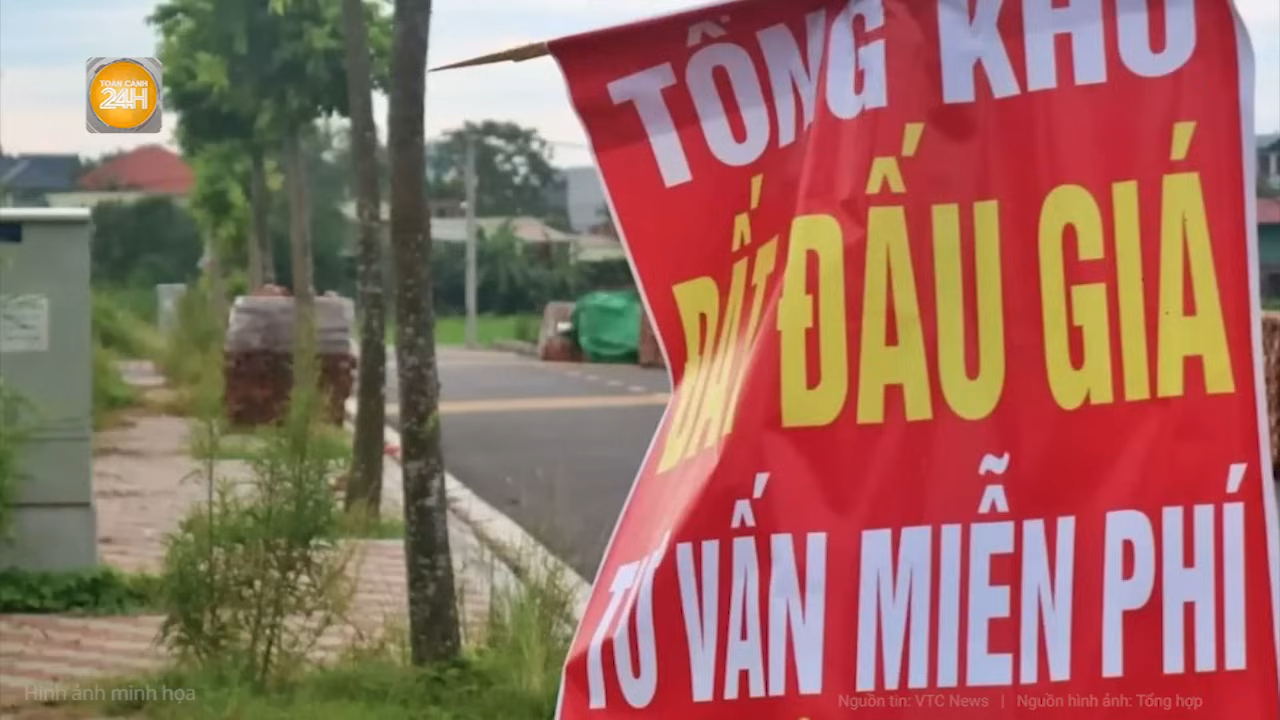 TOÀN CẢNH
24H
TỔNG KHO
ĐẤT ĐẤU GIÁ
TƯ VẤN MIỄN PHÍ
Hình ảnh minh họa
Nguồn tin: VTC News | Nguồn hình ảnh: Tổng hợp